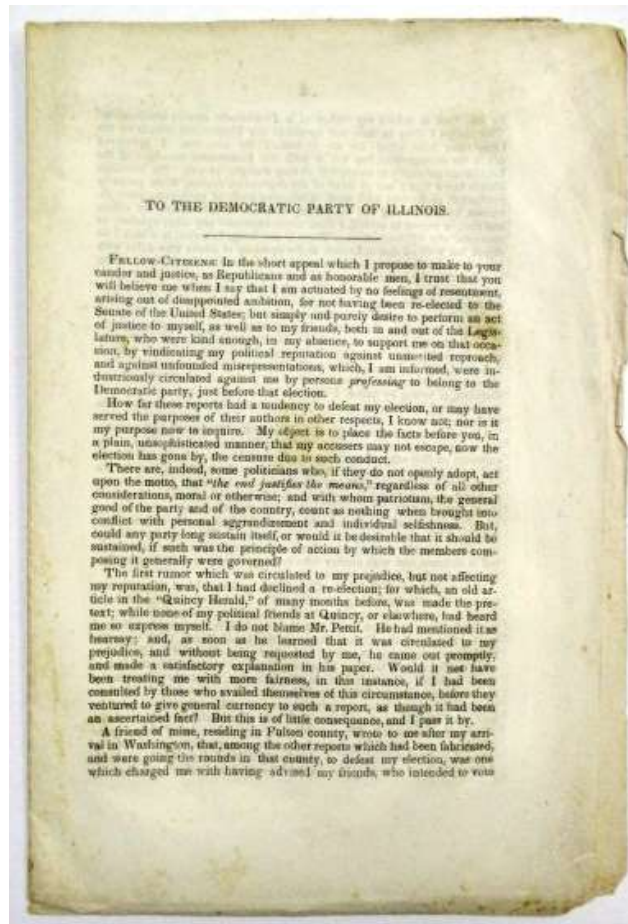 TO THE DEMOCRATIC PARTY OF ILLINOIS.
FELLOW-CITIZENS: In the short appeal which I propose to make to your
candor and justice, as Republicans and as honorable men, I trust that you
will believe me when I say that I am actuated by no feelings of resentment,
arising out of disappointed ambition, for not having been re-elected to the
Senate of the United States; but simply and purely desire to perform an act
of justice to myself, as well as to my friends, both in and out of the Legis-
lature, who were kind enough, in my absence, to support me on that occa-
sion, by vindicating my political reputation against unmerited reproach,
and against unfounded misrepresentations, which, I am informed, were in-
dustriously circulated against me by persons professing to belong to the
Democratic party, just before that election.
How far these reports had a tendency to defeat my election, or may have
served the purposes of their authors in other respects, I know not; nor is it
my purpose now to inquire. My object is to place the facts before you, in
a plain, unsophisticated manner, that my accusers may not escape, now the
election has gone by, the censure due to such conduct.
There are, indeed, some politicians who, if they do not openly adopt, act
upon the motto, that "the end justifies the means," regardless of all other
considerations, moral or otherwise; and with whom patriotism, the general
good of the party and of the country, count as nothing when brought into
conflict with personal aggrandizement and individual selfishness. But,
could any party long sustain itself, or would it be desirable that it should be
sustained, if such was the principle of action by which the members com-
posing it generally were governed?
The first rumor which was circulated to my prejudice, but not affecting
my reputation, was, that I had declined a re-election; for which, an old ar-
ticle in the "Quincy Herald," of many months before, was made the pre-
text; while none of my political friends at Quincy, or elsewhere, had heard
me so express myself. I do not blame Mr. Pettit. He had mentioned it as
hearsay; and, as soon as he learned that it was circulated to my
prejudice, and without being requested by me, he came out promptly,
and made a satisfactory explanation in his paper. Would it not have
been treating me with more fairness, in this instance, if I had been
consulted by those who availed themselves of this circumstance, before they
ventured to give general currency to such a report, as though it had been
an ascertained fact? But this is of little consequence, and I pass it by.
A friend of mine, residing in Fulton county, wrote to me after my arri-
val in Washington, that, among the other reports which had been fabricated,
and were going the rounds in that county, to defeat my election, was one
which charged me with having advised my friends, who intended to vote